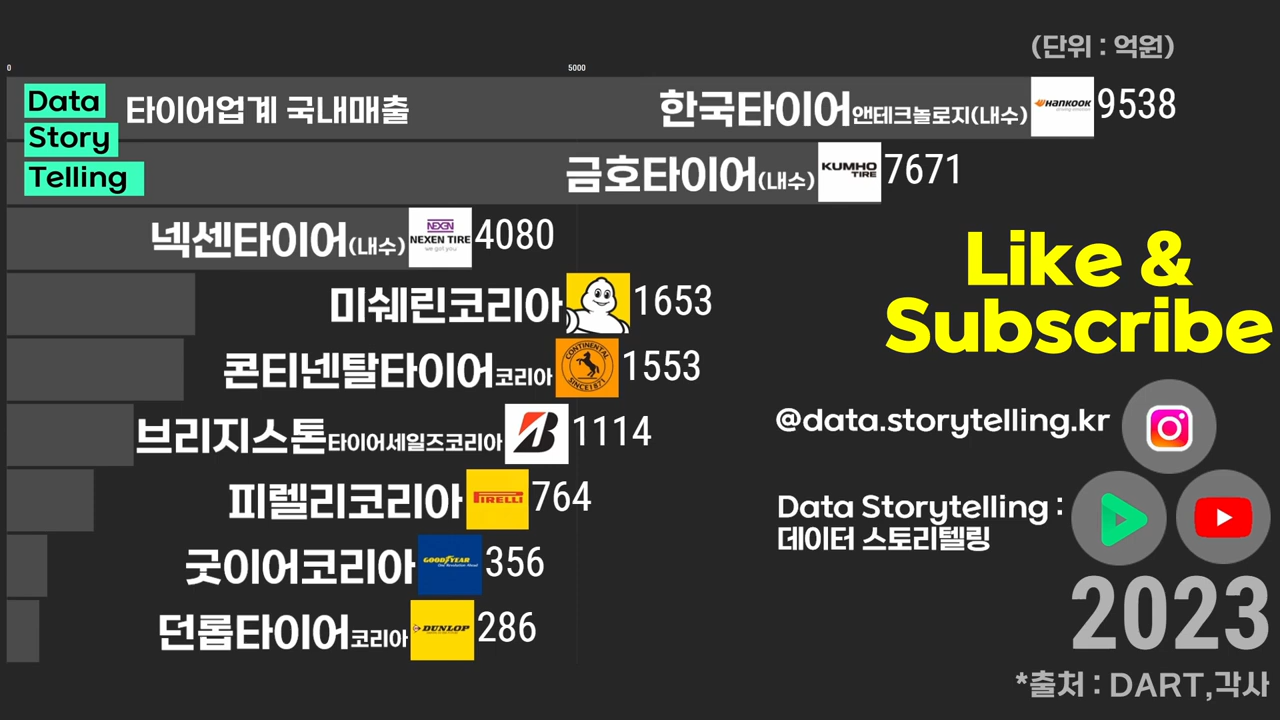 (단위 : 억원)
0
5000
Data
Story
Telling
타이어업계 국내매출
한국타이어앤테크놀로지(내수) HANKOOK 9538
금호타이어(내수) KUMHO TIRE 7671
넥센타이어(내수) NEXEN NEXEN TIRE we got you 4080
미쉐린코리아 1653
콘티넨탈타이어코리아 CONTINENTAL SINCE 1871 1553
브리지스톤타이어세일즈코리아 1114
피렐리코리아 PIRELLI 764
굿이어코리아 GOODYEAR 356
던롭타이어코리아 DUNLOP 286
Like &
Subscribe
@data.storytelling.kr
Data Storytelling :
데이터 스토리텔링
2023
*출처 : DART,각사